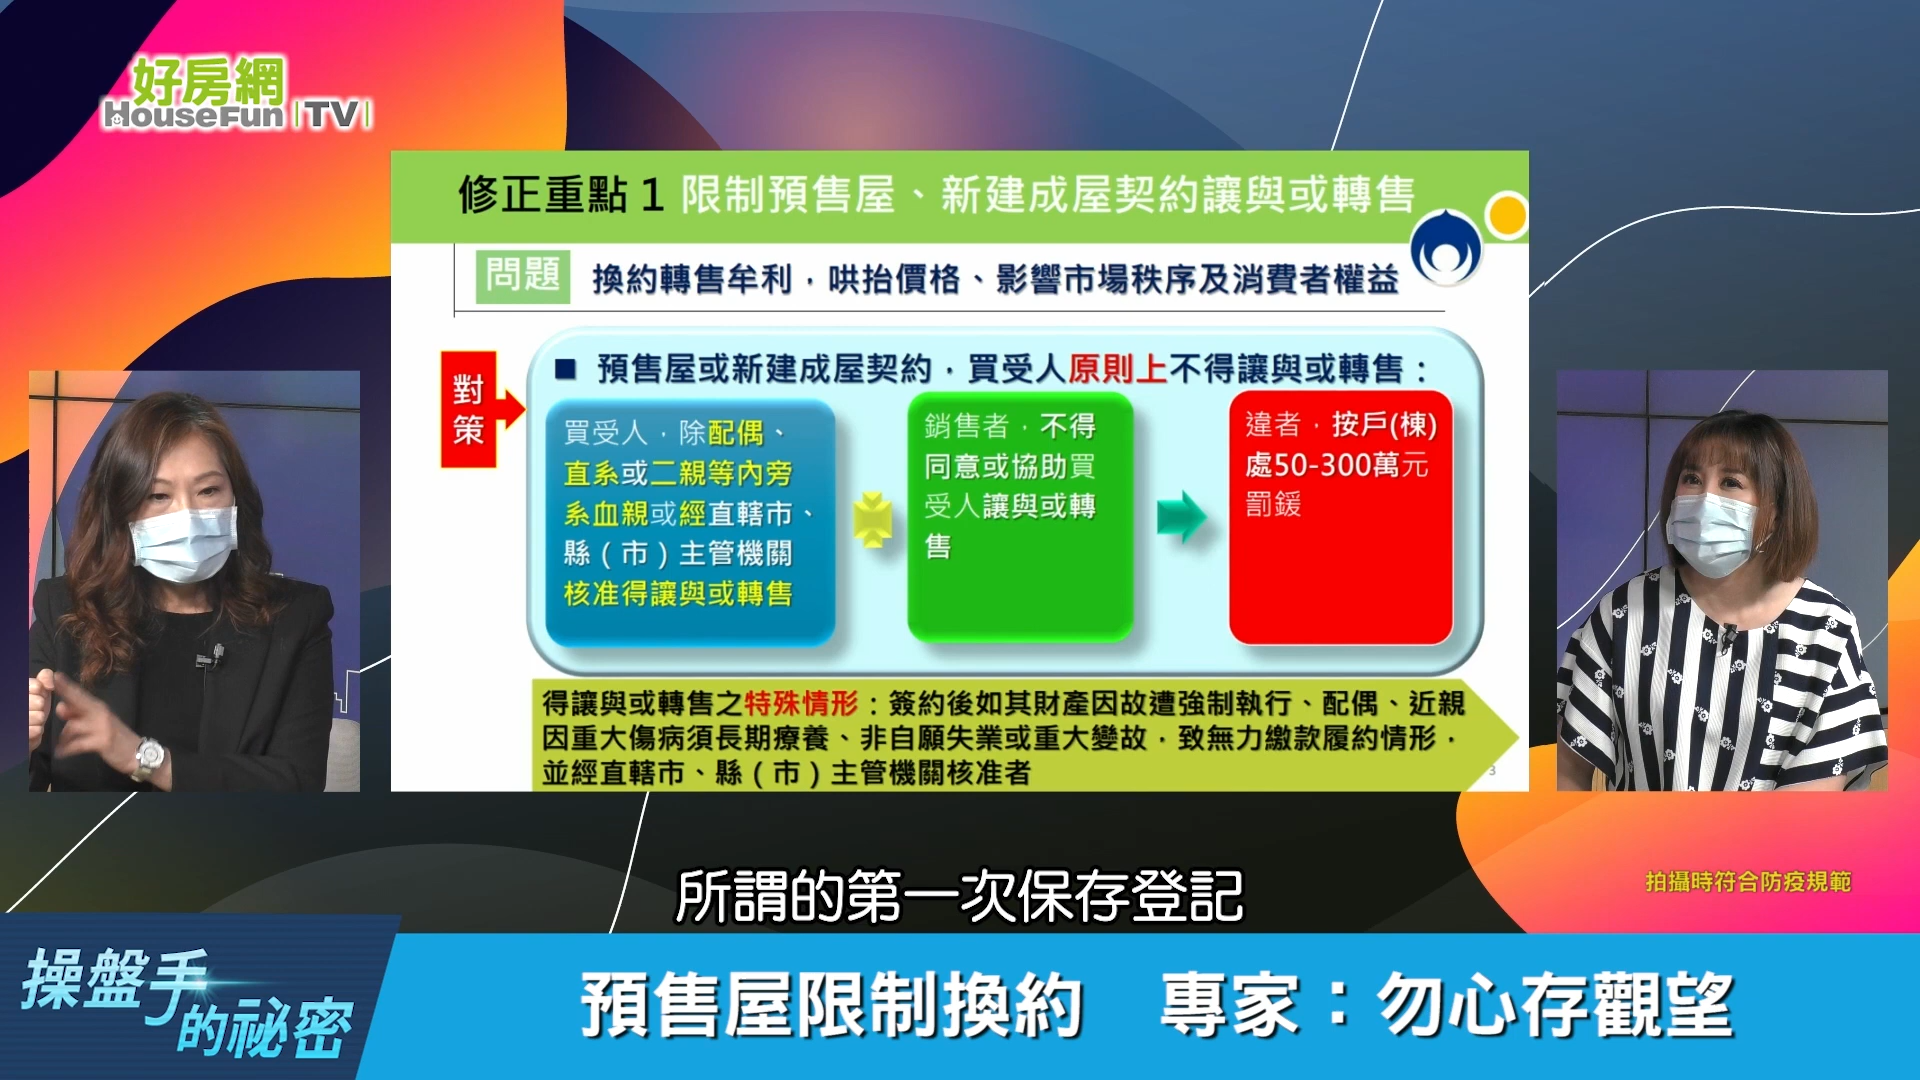 好房網
HouseFun TV
修正重點 1 限制預售屋、新建成屋契約讓與或轉售
問題
換約轉售牟利，哄抬價格、影響市場秩序及消費者權益
對策
■ 預售屋或新建成屋契約，買受人原則上不得讓與或轉售：
買受人，除配偶、
直系或二親等內旁
系血親或經直轄市、
縣（市）主管機關
核准得讓與或轉售
銷售者，不得
同意或協助買
受人讓與或轉
售
違者，按戶(棟)
處50-300萬元
罰鍰
得讓與或轉售之特殊情形：簽約後如其財產因故遭強制執行、配偶、近親
因重大傷病須長期療養、非自願失業或重大變故，致無力繳款履約情形，
並經直轄市、縣（市）主管機關核准者
3
所謂的第一次保存登記
拍攝時符合防疫規範
操盤手
的祕密
預售屋限制換約 專家：勿心存觀望